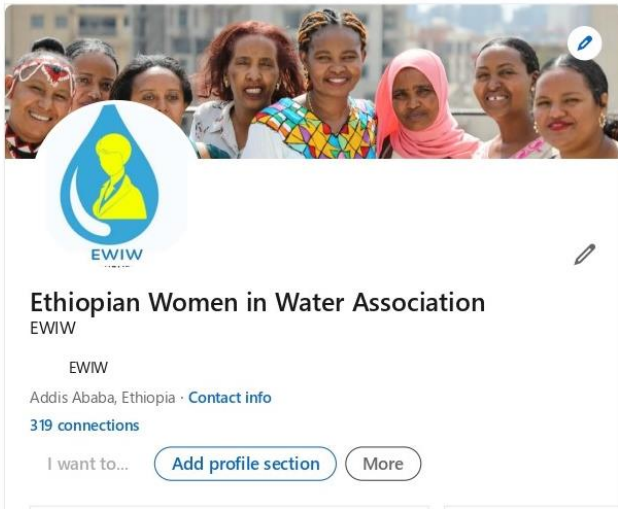 EWIW
Ethiopian Women in Water Association
EWIW
EWIW
Addis Ababa, Ethiopia · Contact info
319 connections
I want to...
Add profile section
More